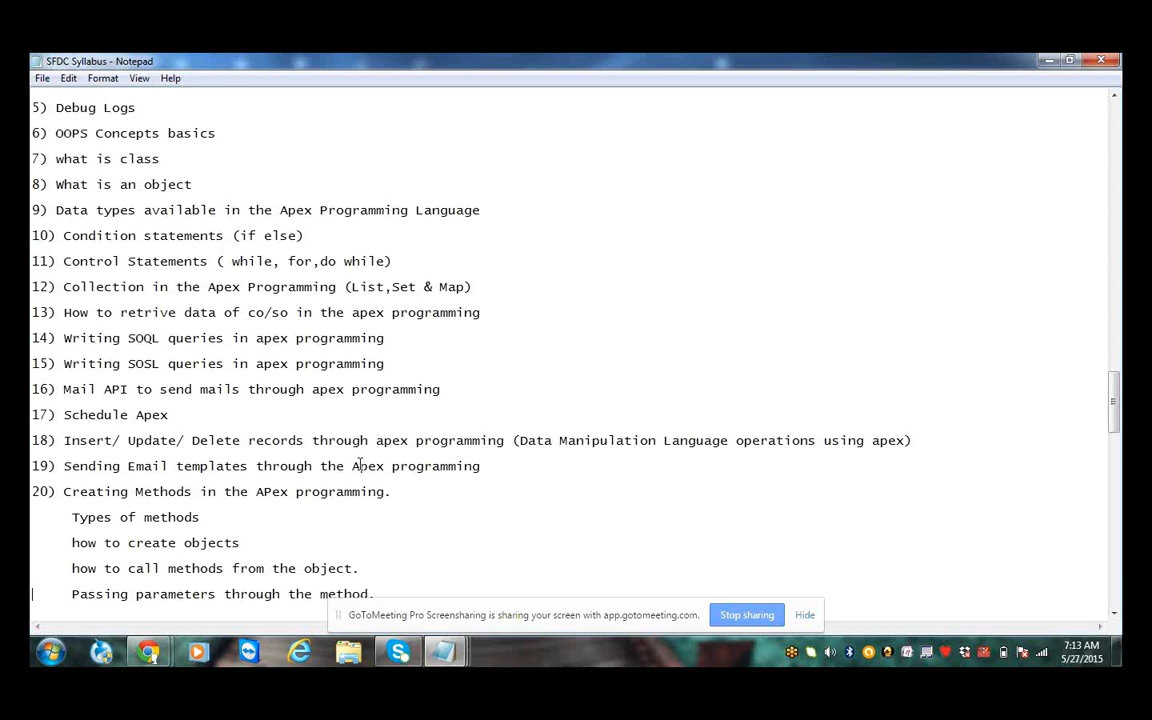 SFDC Syllabus - Notepad
File Edit Format View Help
5) Debug Logs
6) OOPS Concepts basics
7) what is class
8) What is an object
9) Data types available in the Apex Programming Language
10) Condition statements (if else)
11) Control Statements ( while, for,do while)
12) Collection in the Apex Programming (List,Set & Map)
13) How to retrive data of co/so in the apex programming
14) Writing SOQL queries in apex programming
15) Writing SOSL queries in apex programming
16) Mail API to send mails through apex programming
17) Schedule Apex
18) Insert/ Update/ Delete records through apex programming (Data Manipulation Language operations using apex)
19) Sending Email templates through the Apex programming
20) Creating Methods in the APex programming.
Types of methods
how to create objects
how to call methods from the object.
Passing parameters through the method.
GoToMeeting Pro Screensharing is sharing your screen with app.gotomeeting.com. Stop sharing Hide
7:13 AM
5/27/2015